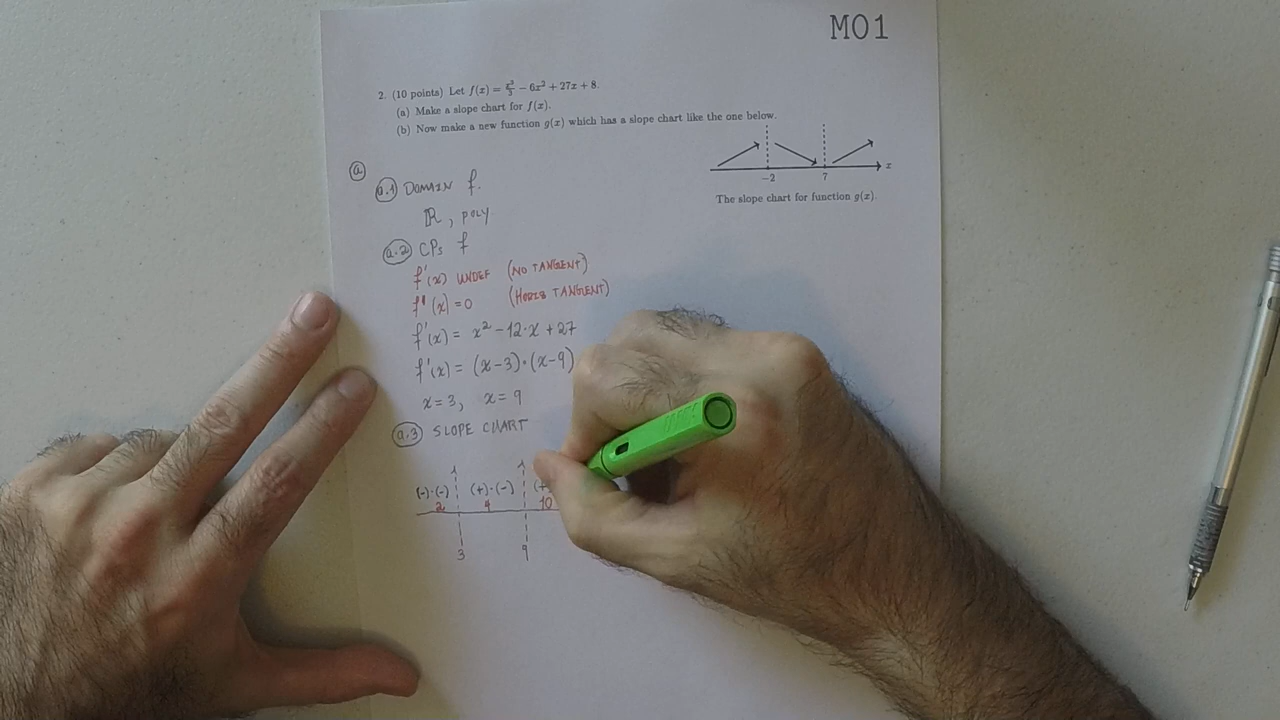 M01
2. (10 points) Let f(x) = x³/3 − 6x² + 27x + 8.
(a) Make a slope chart for f(x).
(b) Now make a new function g(x) which has a slope chart like the one below.
x
−2 7
The slope chart for function g(x).
a
a.1 DOMAIN f.
ℝ, POLY
a.2 CPs f
f'(x) UNDEF (NO TANGENT)
f'(x) = 0 (HORIZ TANGENT)
f'(x) = x² − 12·x + 27
f'(x) = (x−3)·(x−9)
x=3, x=9
a.3 SLOPE CHART
(-)·(-) (+)·(-) (+
2 4 10
3 9